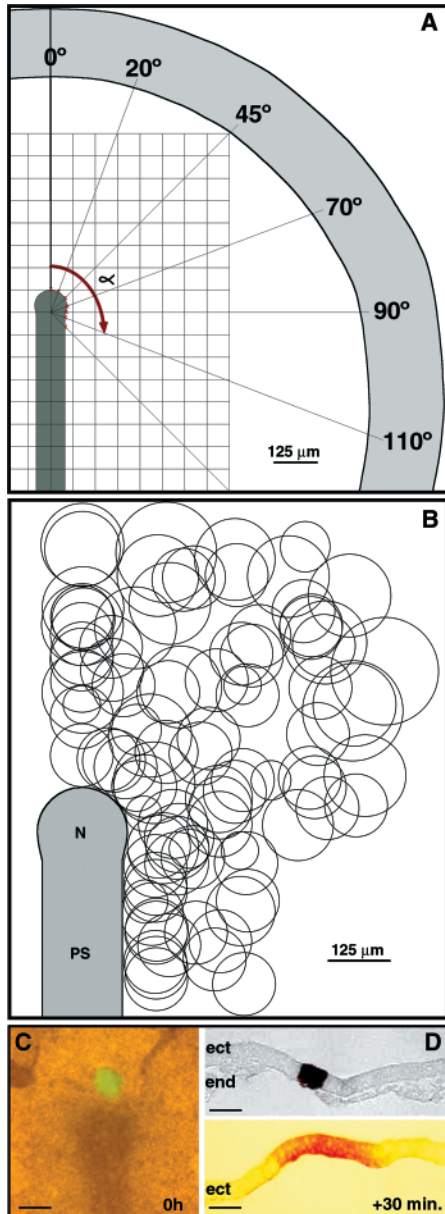 A
0°
20°
45°
70°
90°
110°
α
125 µm
B
N
PS
125 µm
C
0h
D
ect
end
ect
+30 min.